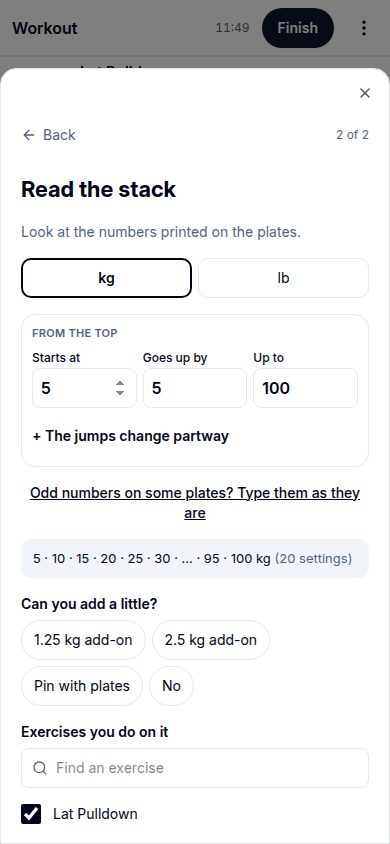 Workout
11:49
Finish
Back
2 of 2
Read the stack
Look at the numbers printed on the plates.
kg
lb
FROM THE TOP
Starts at
Goes up by
Up to
5
5
100
+ The jumps change partway
Odd numbers on some plates? Type them as they
are
5 · 10 · 15 · 20 · 25 · 30 · ... · 95 · 100 kg (20 settings)
Can you add a little?
1.25 kg add-on
2.5 kg add-on
Pin with plates
No
Exercises you do on it
Find an exercise
Lat Pulldown